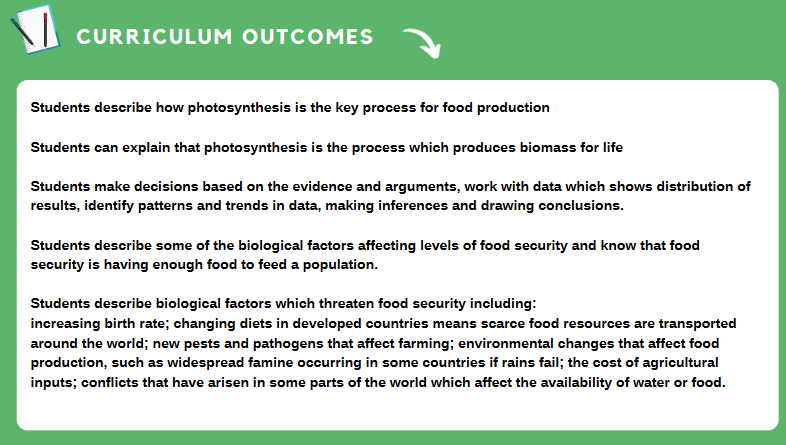 CURRICULUM OUTCOMES
Students describe how photosynthesis is the key process for food production
Students can explain that photosynthesis is the process which produces biomass for life
Students make decisions based on the evidence and arguments, work with data which shows distribution of
results, identify patterns and trends in data, making inferences and drawing conclusions.
Students describe some of the biological factors affecting levels of food security and know that food
security is having enough food to feed a population.
Students describe biological factors which threaten food security including:
increasing birth rate; changing diets in developed countries means scarce food resources are transported
around the world; new pests and pathogens that affect farming; environmental changes that affect food
production, such as widespread famine occurring in some countries if rains fail; the cost of agricultural
inputs; conflicts that have arisen in some parts of the world which affect the availability of water or food.